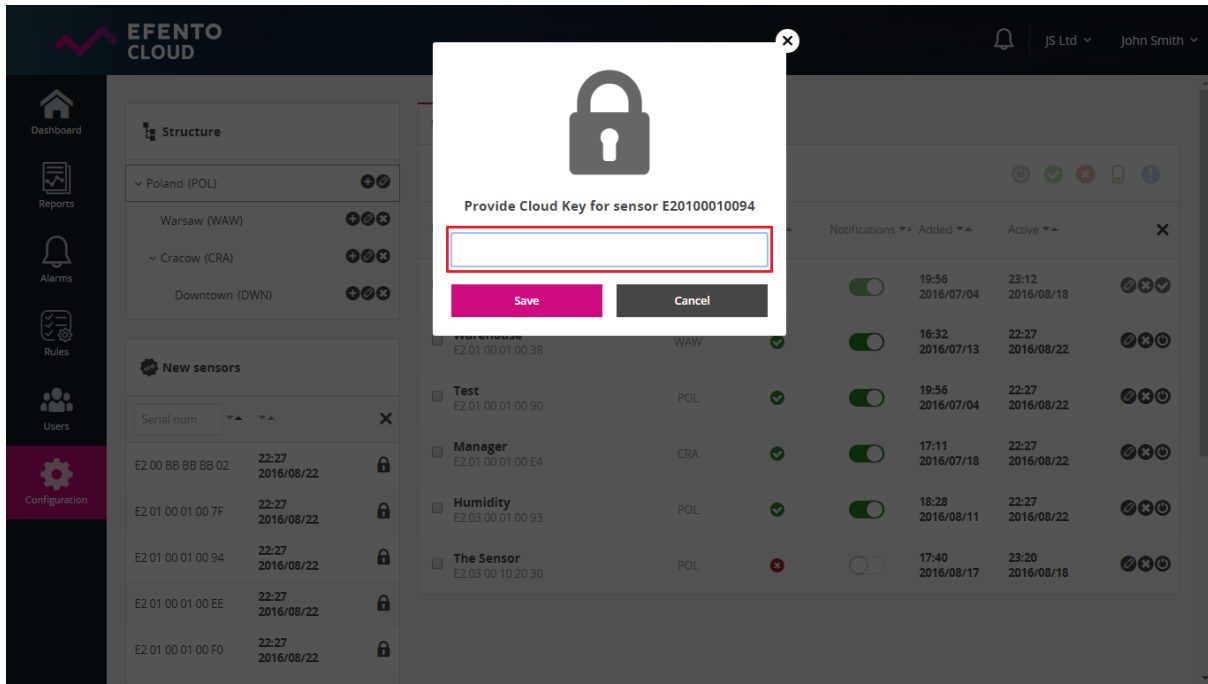 EFENTO
CLOUD
JS Ltd
John Smith
Dashboard
Reports
Alarms
Rules
Users
Configuration
Structure
Poland (POL)
Warsaw (WAW)
Cracow (CRA)
Downtown (DWN)
New sensors
Serial num.
E2 00 BB BB BB 02 22:27 2016/08/22
E2 01 00 01 00 7F 22:27 2016/08/22
E2 01 00 01 00 94 22:27 2016/08/22
E2 01 00 01 00 EE 22:27 2016/08/22
E2 01 00 01 00 F0 22:27 2016/08/22
Provide Cloud Key for sensor E20100010094
Save Cancel
Notifications Added Active
19:56 23:12
2016/07/04 2016/08/18
Warehouse WAW 16:32 22:27
E2 01 00 01 00 38 2016/07/13 2016/08/22
Test POL 19:56 22:27
E2 01 00 01 00 90 2016/07/04 2016/08/22
Manager CRA 17:11 22:27
E2 01 00 01 00 E4 2016/07/18 2016/08/22
Humidity POL 18:28 22:27
E2 03 00 01 00 93 2016/08/11 2016/08/22
The Sensor POL 17:40 23:20
E2 03 00 10 20 30 2016/08/17 2016/08/18